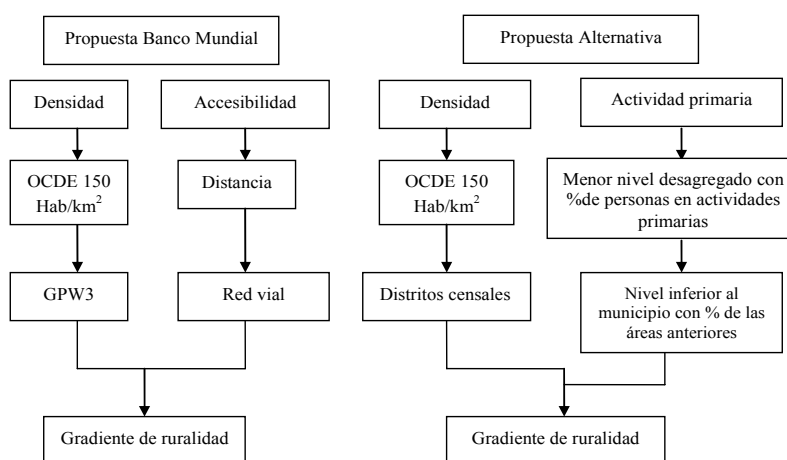 Propuesta Banco Mundial
Densidad
Accesibilidad
OCDE 150
Hab/km²
Distancia
GPW3
Red vial
Gradiente de ruralidad
Propuesta Alternativa
Densidad
Actividad primaria
OCDE 150
Hab/km²
Menor nivel desagregado con
%de personas en actividades
primarias
Distritos censales
Nivel inferior al
municipio con % de las
áreas anteriores
Gradiente de ruralidad